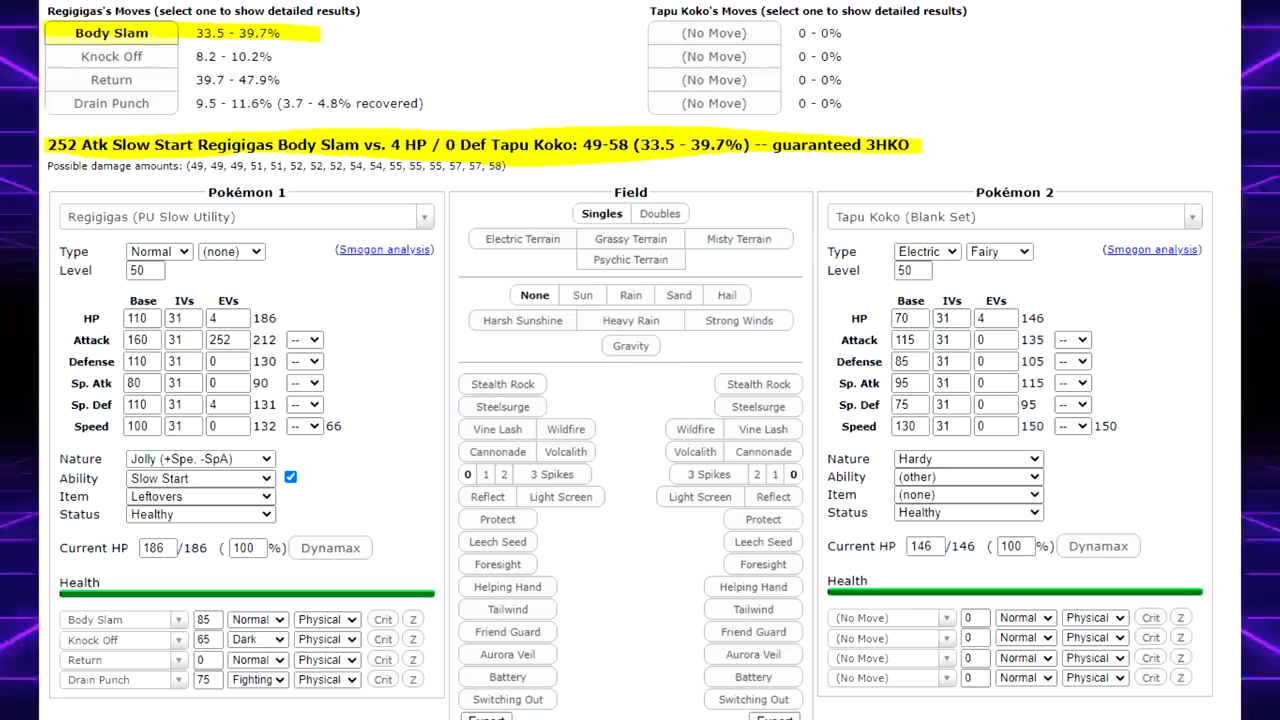 Regigigas's Moves (select one to show detailed results)
Body Slam 33.5 - 39.7%
Knock Off 8.2 - 10.2%
Return 39.7 - 47.9%
Drain Punch 9.5 - 11.6% (3.7 - 4.8% recovered)
Tapu Koko's Moves (select one to show detailed results)
(No Move) 0 - 0%
(No Move) 0 - 0%
(No Move) 0 - 0%
(No Move) 0 - 0%
252 Atk Slow Start Regigigas Body Slam vs. 4 HP / 0 Def Tapu Koko: 49-58 (33.5 - 39.7%) -- guaranteed 3HKO
Possible damage amounts: (49, 49, 49, 51, 51, 52, 52, 52, 54, 54, 55, 55, 55, 57, 57, 58)
Pokémon 1
Regigigas (PU Slow Utility)
Type Normal (none) (Smogon analysis)
Level 50
Base IVs EVs
HP 110 31 4 186
Attack 160 31 252 212 --
Defense 110 31 0 130 --
Sp. Atk 80 31 0 90 --
Sp. Def 110 31 4 131 --
Speed 100 31 0 132 -- 66
Nature Jolly (+Spe, -SpA)
Ability Slow Start
Item Leftovers
Status Healthy
Current HP 186 /186 ( 100 %) Dynamax
Health
Body Slam 85 Normal Physical Crit Z
Knock Off 65 Dark Physical Crit Z
Return 0 Normal Physical Crit Z
Drain Punch 75 Fighting Physical Crit Z
Field
Singles Doubles
Electric Terrain Grassy Terrain Misty Terrain
Psychic Terrain
None Sun Rain Sand Hail
Harsh Sunshine Heavy Rain Strong Winds
Gravity
Stealth Rock Stealth Rock
Steelsurge Steelsurge
Vine Lash Wildfire Wildfire Vine Lash
Cannonade Volcalith Volcalith Cannonade
0 1 2 3 Spikes 3 Spikes 2 1 0
Reflect Light Screen Light Screen Reflect
Protect Protect
Leech Seed Leech Seed
Foresight Foresight
Helping Hand Helping Hand
Tailwind Tailwind
Friend Guard Friend Guard
Aurora Veil Aurora Veil
Battery Battery
Switching Out Switching Out
Export Export
Pokémon 2
Tapu Koko (Blank Set)
Type Electric Fairy (Smogon analysis)
Level 50
Base IVs EVs
HP 70 31 4 146
Attack 115 31 0 135 --
Defense 85 31 0 105 --
Sp. Atk 95 31 0 115 --
Sp. Def 75 31 0 95 --
Speed 130 31 0 150 -- 150
Nature Hardy
Ability (other)
Item (none)
Status Healthy
Current HP 146 /146 ( 100 %) Dynamax
Health
(No Move) 0 Normal Physical Crit Z
(No Move) 0 Normal Physical Crit Z
(No Move) 0 Normal Physical Crit Z
(No Move) 0 Normal Physical Crit Z